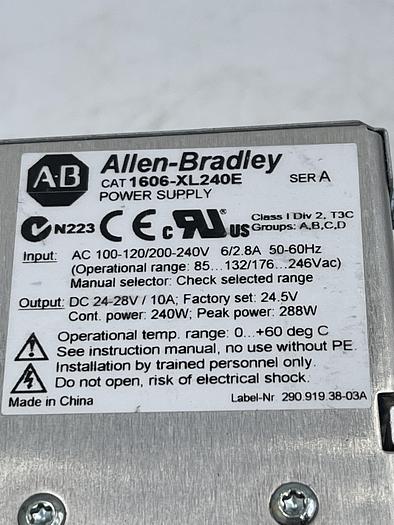 AB Allen-Bradley
CAT 1606-XL240E SER A
POWER SUPPLY
N223 CE c RU us Class I Div 2, T3C
Groups: A,B,C,D
Input: AC 100-120/200-240V 6/2.8A 50-60Hz
(Operational range: 85...132/176...246Vac)
Manual selector: Check selected range
Output: DC 24-28V / 10A; Factory set: 24.5V
Cont. power: 240W; Peak power: 288W
Operational temp. range: 0...+60 deg C
See instruction manual, no use without PE.
Installation by trained personnel only.
Do not open, risk of electrical shock.
Made in China Label-Nr 290.919.38-03A